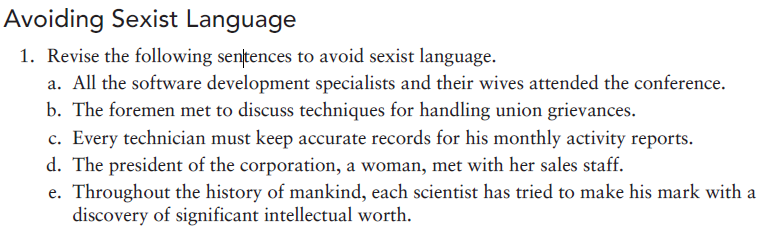 Avoiding Sexist Language
1. Revise the following sentences to avoid sexist language.
a. All the software development specialists and their wives attended the conference.
b. The foremen met to discuss techniques for handling union grievances.
c. Every technician must keep accurate records for his monthly activity reports.
d. The president of the corporation, a woman, met with her sales staff.
e. Throughout the history of mankind, each scientist has tried to make his mark with a
discovery of significant intellectual worth.